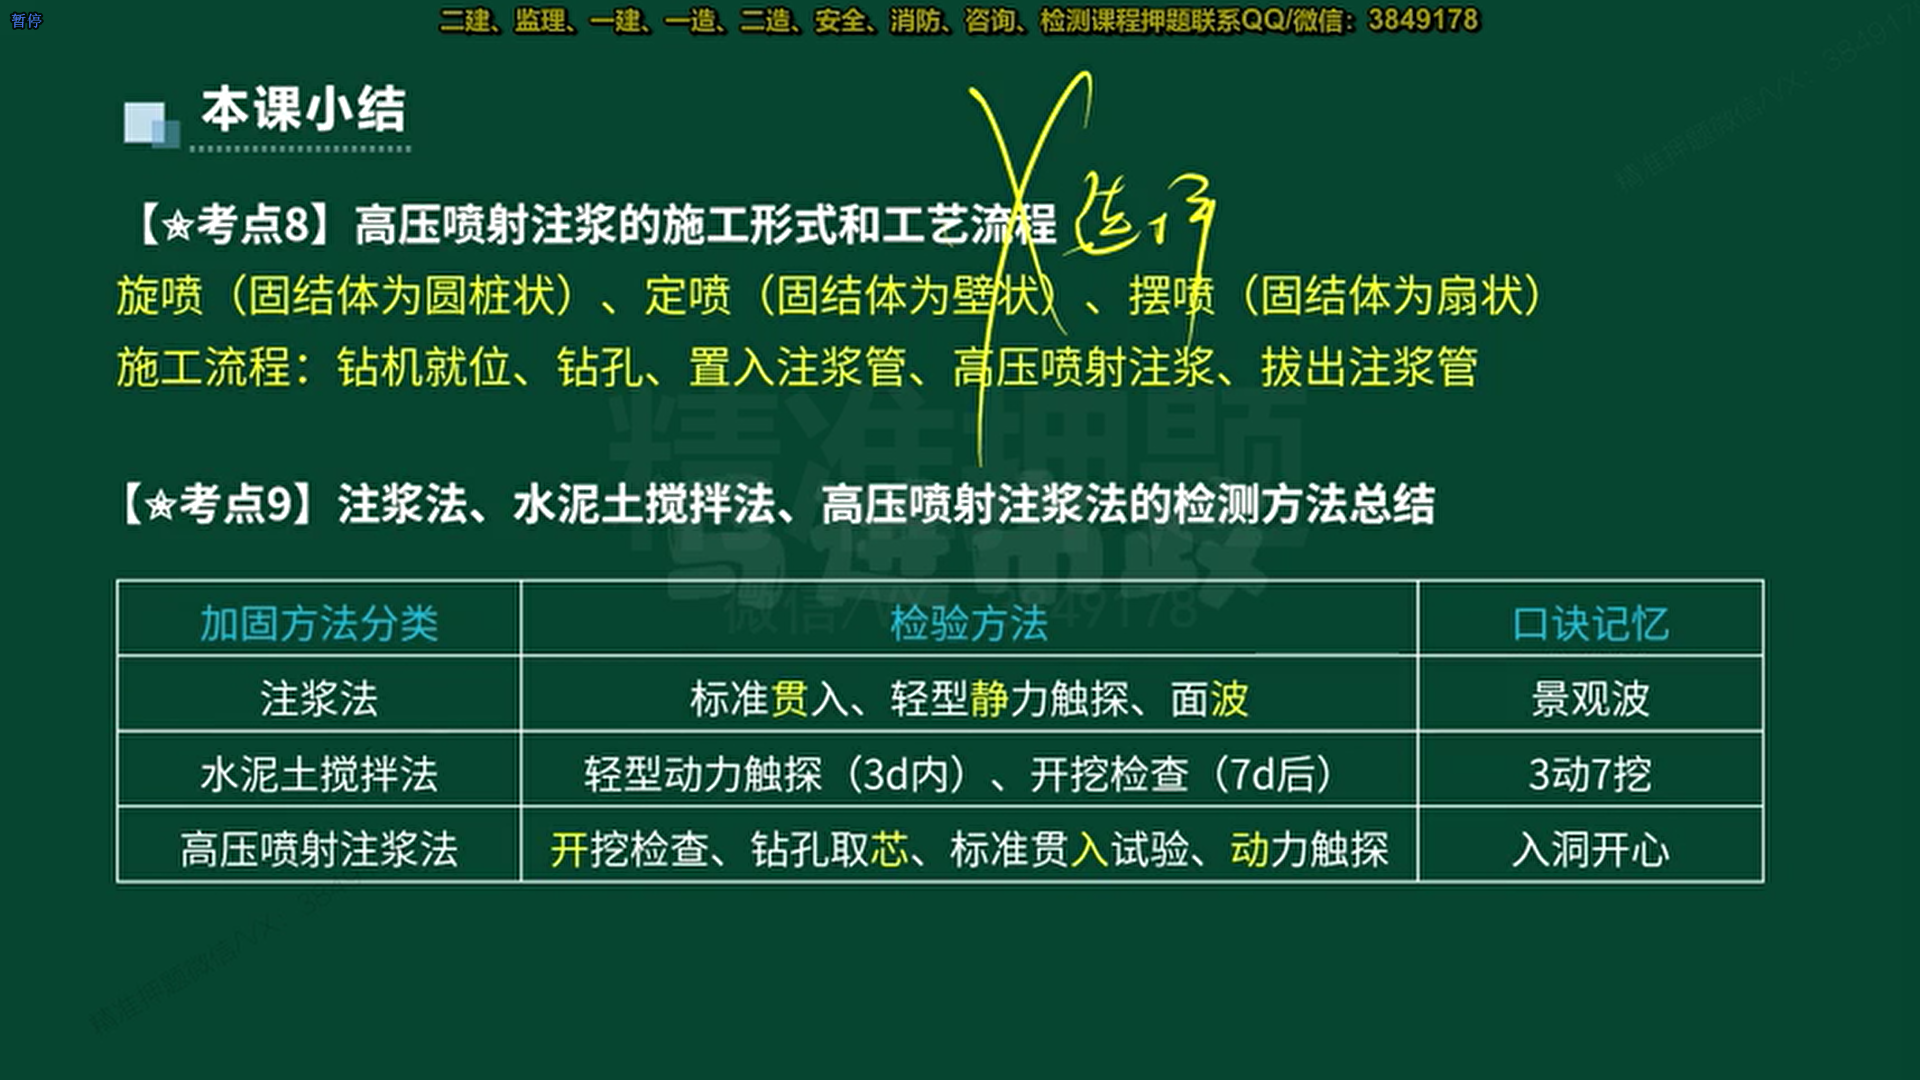 暂停
二建、监理、一建、一造、二造、安全、消防、咨询、检测课程押题联系QQ/微信：3849178
本课小结
【☆考点8】高压喷射注浆的施工形式和工艺流程
旋喷（固结体为圆桩状）、定喷（固结体为壁状）、摆喷（固结体为扇状）
施工流程：钻机就位、钻孔、置入注浆管、高压喷射注浆、拔出注浆管
精准押题
【☆考点9】注浆法、水泥土搅拌法、高压喷射注浆法的检测方法总结
加固方法分类 检验方法 口诀记忆
注浆法 标准贯入、轻型静力触探、面波 景观波
水泥土搅拌法 轻型动力触探（3d内）、开挖检查（7d后） 3动7挖
高压喷射注浆法 开挖检查、钻孔取芯、标准贯入试验、动力触探 入洞开心